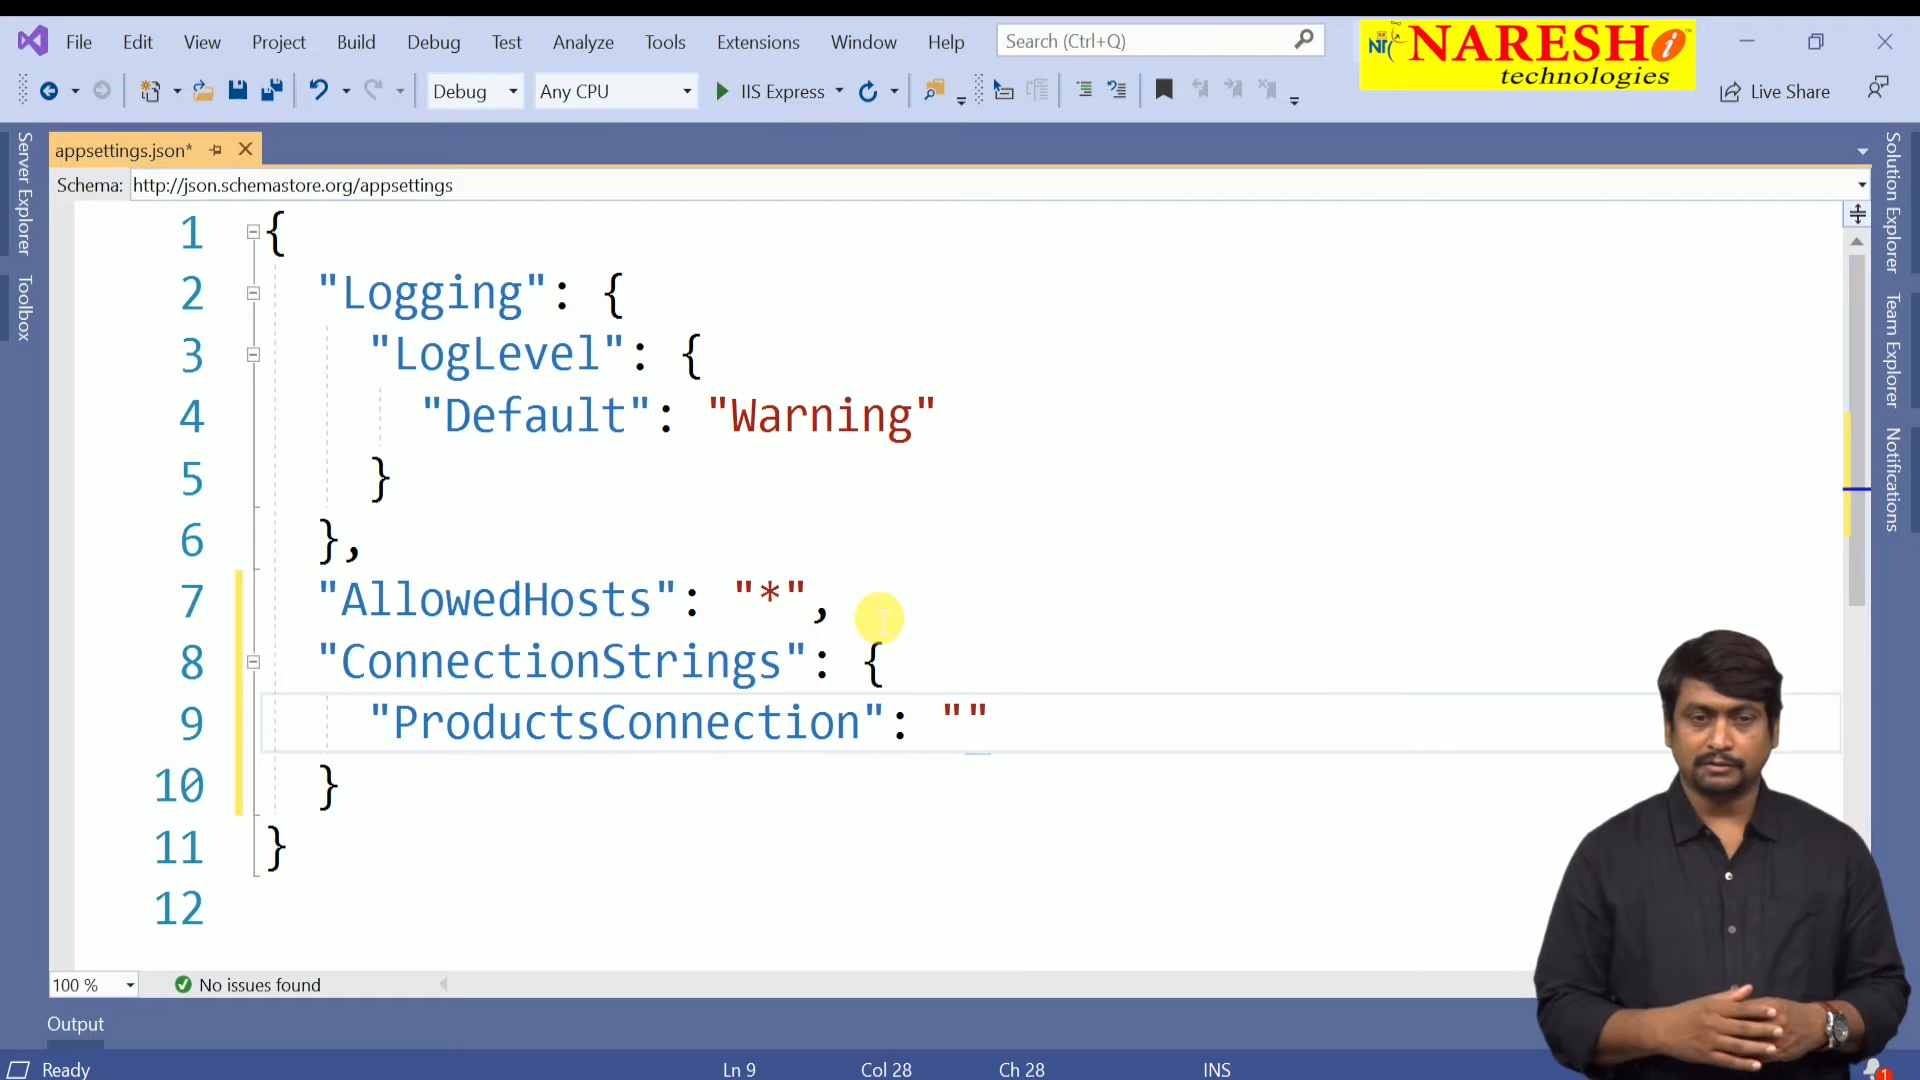 File Edit View Project Build Debug Test Analyze Tools Extensions Window Help Search (Ctrl+Q)
NARESH i
technologies
Debug Any CPU IIS Express Live Share
appsettings.json*
Schema: http://json.schemastore.org/appsettings
Server Explorer
Toolbox
Solution Explorer
Team Explorer
Notifications
1 {
2 "Logging": {
3 "LogLevel": {
4 "Default": "Warning"
5 }
6 },
7 "AllowedHosts": "*",
8 "ConnectionStrings": {
9 "ProductsConnection": ""
10 }
11 }
12
100 % No issues found
Output
Ready Ln 9 Col 28 Ch 28 INS 1